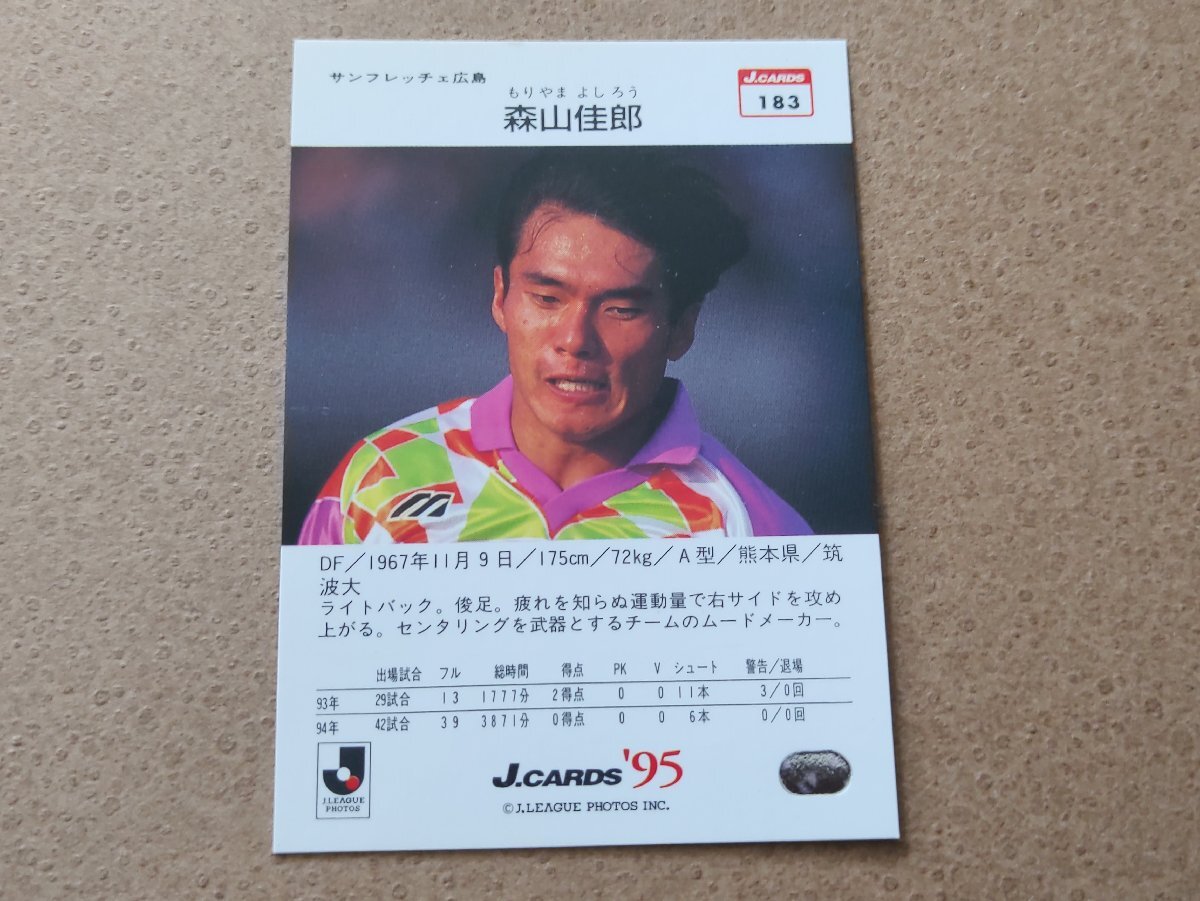 サンフレッチェ広島
もりやま よしろう
森山佳郎
J.CARDS
183
DF/1967年11月9日/175cm/72kg/A型/熊本県/筑
波大
ライトバック。俊足。疲れを知らぬ運動量で右サイドを攻め
上がる。センタリングを武器とするチームのムードメーカー。
出場試合 フル 総時間 得点 PK V シュート 警告/退場
93年 29試合 13 1777分 2得点 0 0 11本 3/0回
94年 42試合 39 3871分 0得点 0 0 6本 0/0回
J.LEAGUE
PHOTOS
J.CARDS '95
©J.LEAGUE PHOTOS INC.